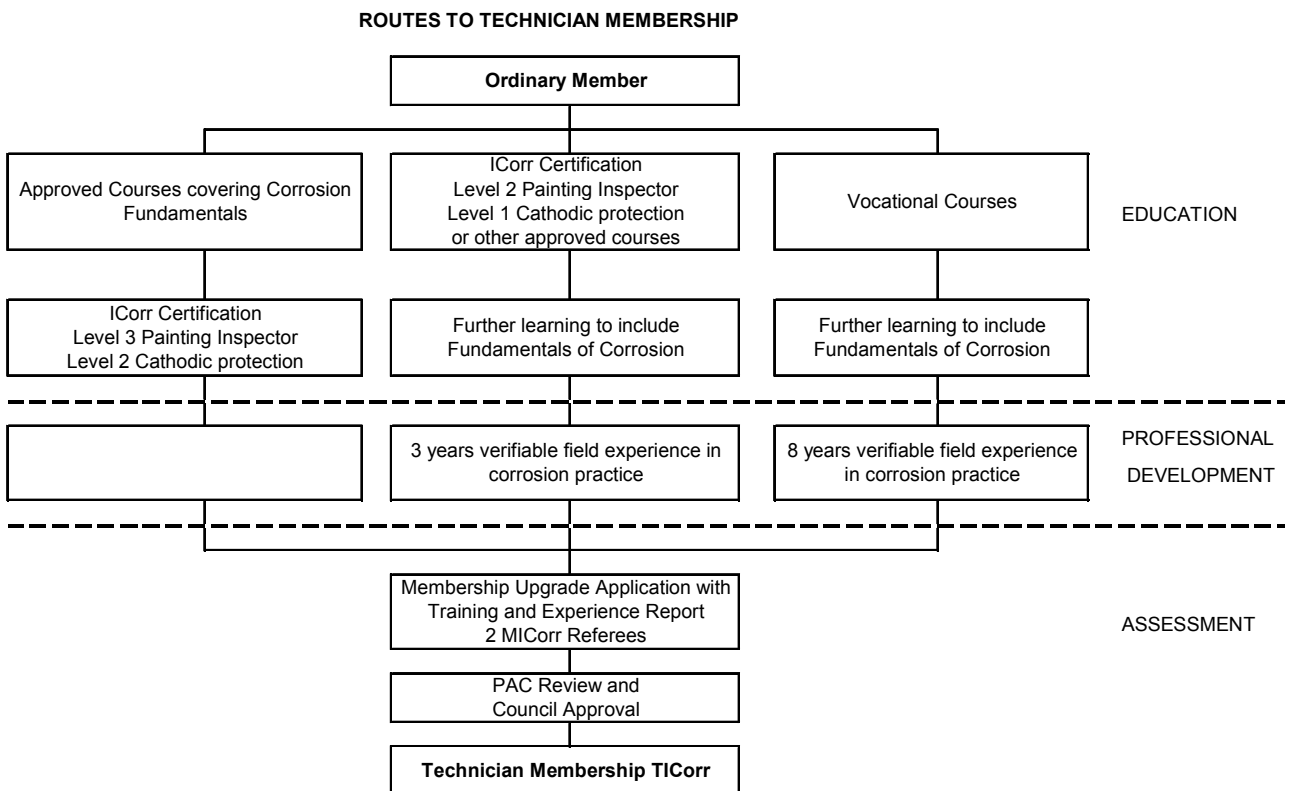 ROUTES TO TECHNICIAN MEMBERSHIP
Ordinary Member
Approved Courses covering Corrosion
Fundamentals
ICorr Certification
Level 2 Painting Inspector
Level 1 Cathodic protection
or other approved courses
Vocational Courses
EDUCATION
ICorr Certification
Level 3 Painting Inspector
Level 2 Cathodic protection
Further learning to include
Fundamentals of Corrosion
Further learning to include
Fundamentals of Corrosion
3 years verifiable field experience in
corrosion practice
8 years verifiable field experience
in corrosion practice
PROFESSIONAL
DEVELOPMENT
Membership Upgrade Application with
Training and Experience Report
2 MICorr Referees
ASSESSMENT
PAC Review and
Council Approval
Technician Membership TICorr